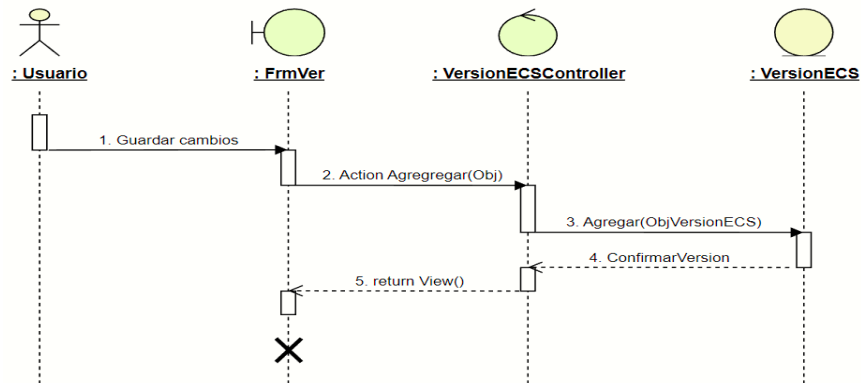 : Usuario
: FrmVer
: VersionECSController
: VersionECS
1. Guardar cambios
2. Action Agregregar(Obj)
3. Agregar(ObjVersionECS)
4. ConfirmarVersion
5. return View()